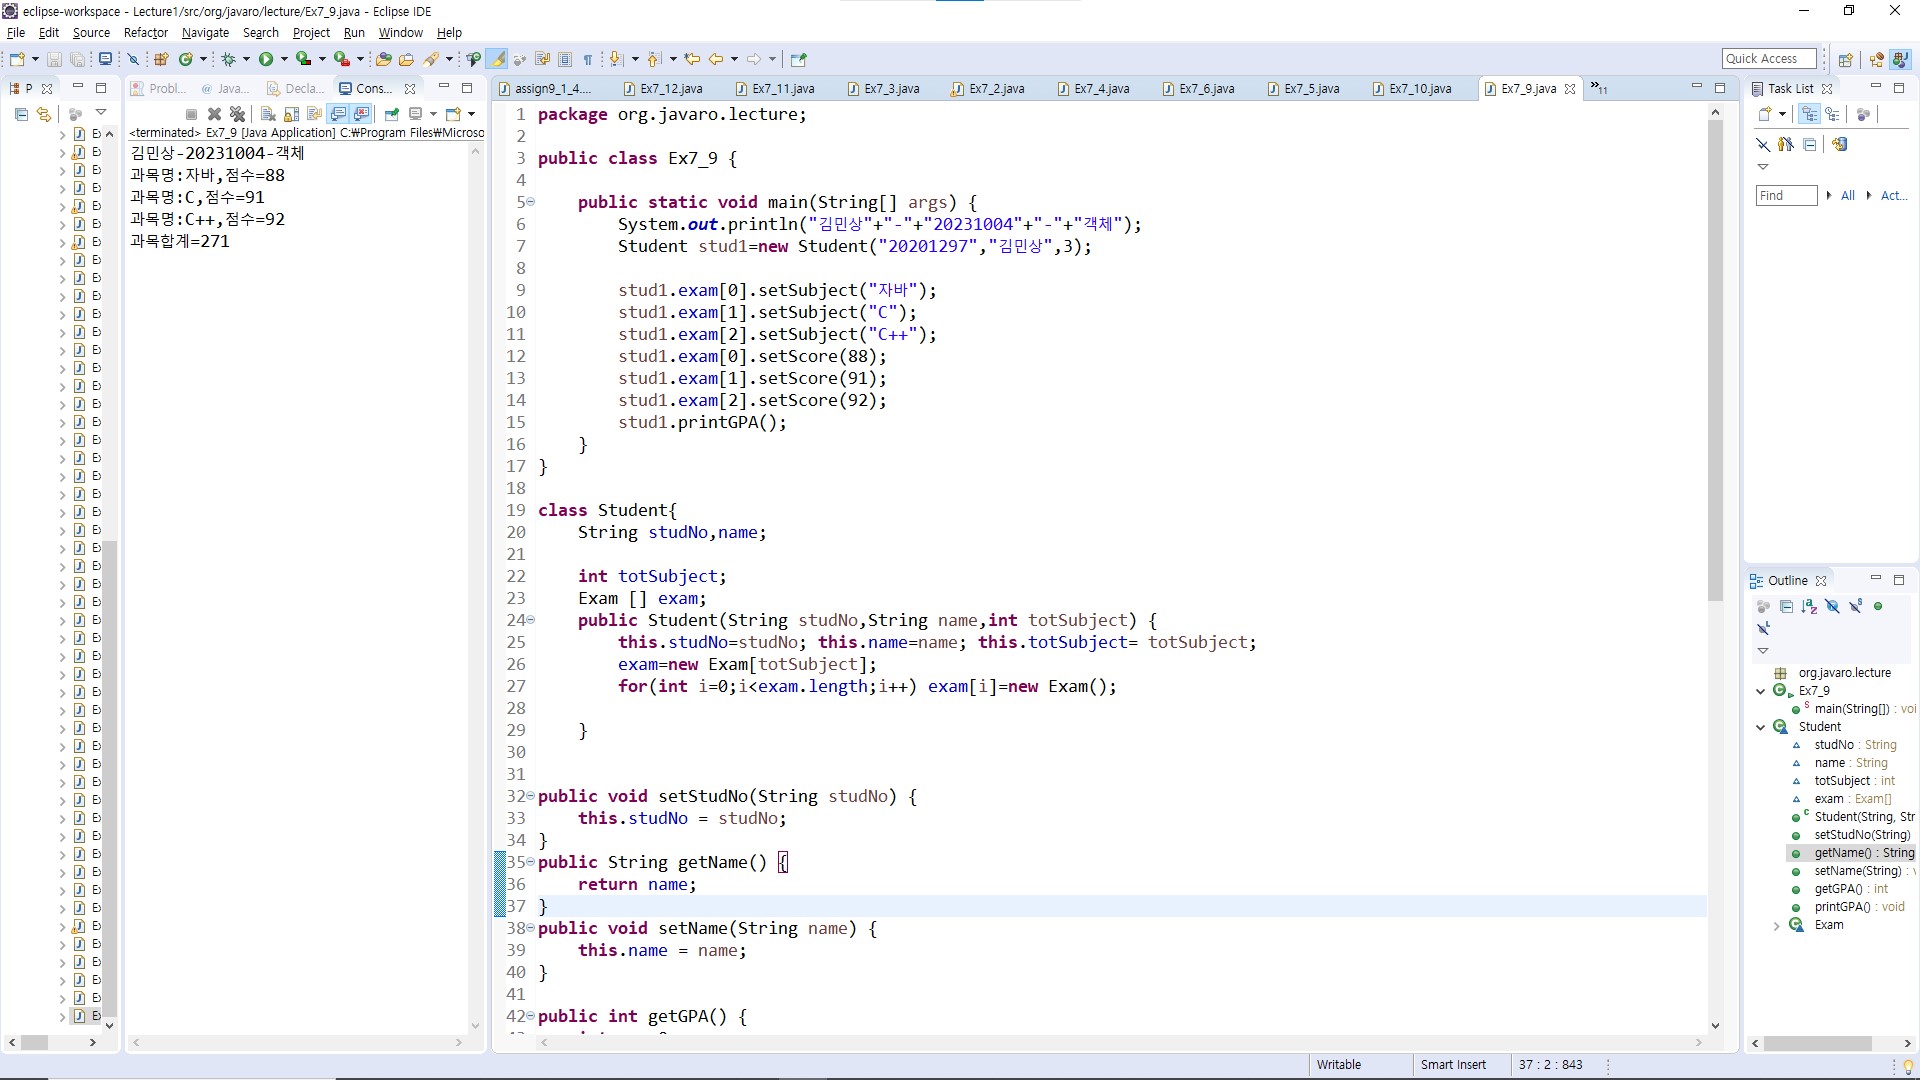 eclipse-workspace - Lecture1/src/org/javaro/lecture/Ex7_9.java - Eclipse IDE
File Edit Source Refactor Navigate Search Project Run Window Help
Quick Access
P
Probl... Java... Decla... Cons...
<terminated> Ex7_9 [Java Application] C:₩Program Files₩Microso
김민상-20231004-객체
과목명:자바,점수=88
과목명:C,점수=91
과목명:C++,점수=92
과목합계=271
assign9_1_4.... Ex7_12.java Ex7_11.java Ex7_3.java Ex7_2.java Ex7_4.java Ex7_6.java Ex7_5.java Ex7_10.java Ex7_9.java »11
1 package org.javaro.lecture;
2
3 public class Ex7_9 {
4
5 public static void main(String[] args) {
6 System.out.println("김민상"+"-"+"20231004"+"-"+"객체");
7 Student stud1=new Student("20201297","김민상",3);
8
9 stud1.exam[0].setSubject("자바");
10 stud1.exam[1].setSubject("C");
11 stud1.exam[2].setSubject("C++");
12 stud1.exam[0].setScore(88);
13 stud1.exam[1].setScore(91);
14 stud1.exam[2].setScore(92);
15 stud1.printGPA();
16 }
17 }
18
19 class Student{
20 String studNo,name;
21
22 int totSubject;
23 Exam [] exam;
24 public Student(String studNo,String name,int totSubject) {
25 this.studNo=studNo; this.name=name; this.totSubject= totSubject;
26 exam=new Exam[totSubject];
27 for(int i=0;i<exam.length;i++) exam[i]=new Exam();
28
29 }
30
31
32 public void setStudNo(String studNo) {
33 this.studNo = studNo;
34 }
35 public String getName() {
36 return name;
37 }
38 public void setName(String name) {
39 this.name = name;
40 }
41
42 public int getGPA() {
Task List
Find All Act...
Outline
org.javaro.lecture
Ex7_9
main(String[]) : voi
Student
studNo : String
name : String
totSubject : int
exam : Exam[]
Student(String, Str
setStudNo(String)
getName() : String
setName(String) : v
getGPA() : int
printGPA() : void
Exam
Writable Smart Insert 37 : 2 : 843